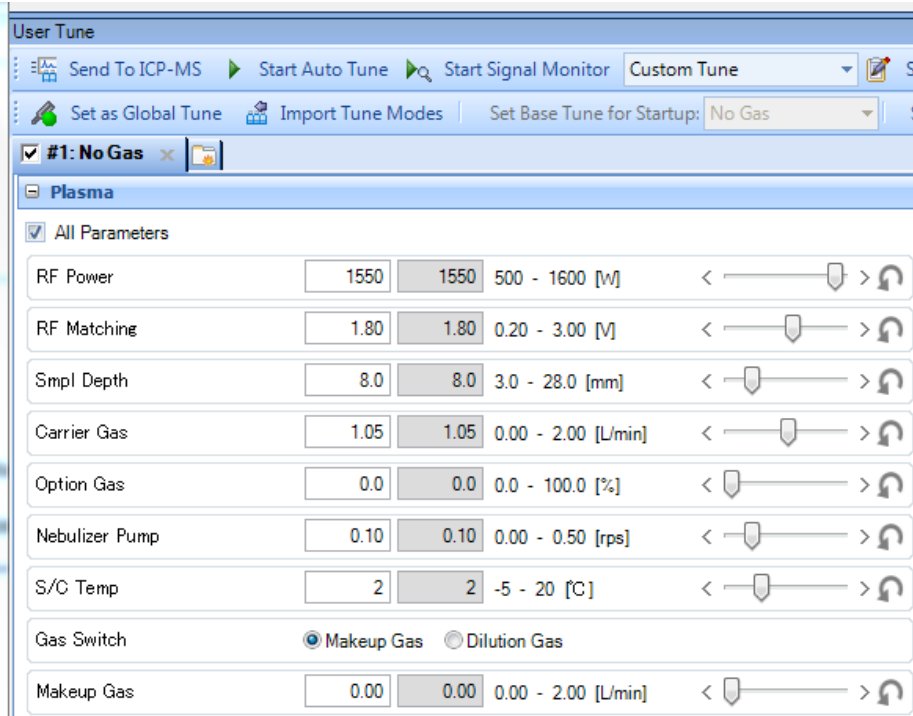 User Tune
Send To ICP-MS Start Auto Tune Start Signal Monitor Custom Tune S
Set as Global Tune Import Tune Modes Set Base Tune for Startup: No Gas
#1: No Gas
Plasma
All Parameters
RF Power 1550 1550 500 - 1600 [W]
RF Matching 1.80 1.80 0.20 - 3.00 [V]
Smpl Depth 8.0 8.0 3.0 - 28.0 [mm]
Carrier Gas 1.05 1.05 0.00 - 2.00 [L/min]
Option Gas 0.0 0.0 0.0 - 100.0 [%]
Nebulizer Pump 0.10 0.10 0.00 - 0.50 [rps]
S/C Temp 2 2 -5 - 20 [℃]
Gas Switch Makeup Gas Dilution Gas
Makeup Gas 0.00 0.00 0.00 - 2.00 [L/min]